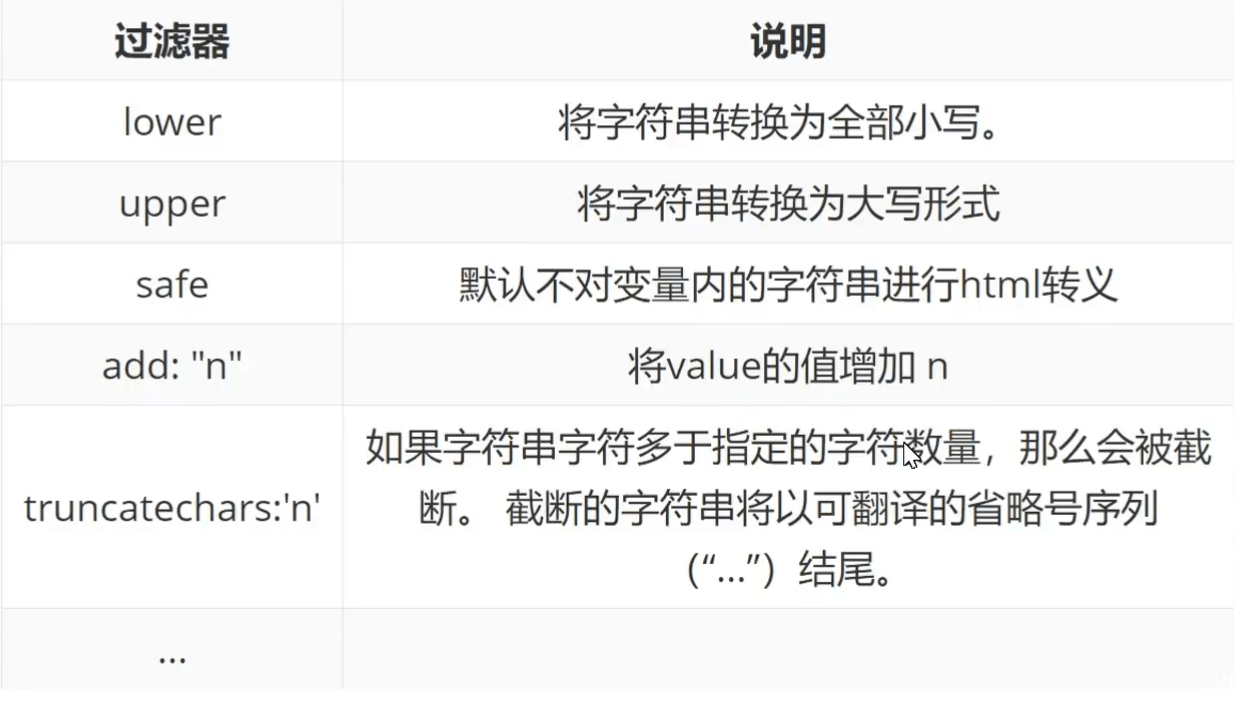 过滤器 说明
lower 将字符串转换为全部小写。
upper 将字符串转换为大写形式
safe 默认不对变量内的字符串进行html转义
add: "n" 将value的值增加 n
如果字符串字符多于指定的字符数量，那么会被截
truncatechars:'n' 断。 截断的字符串将以可翻译的省略号序列
（“...”）结尾。
...